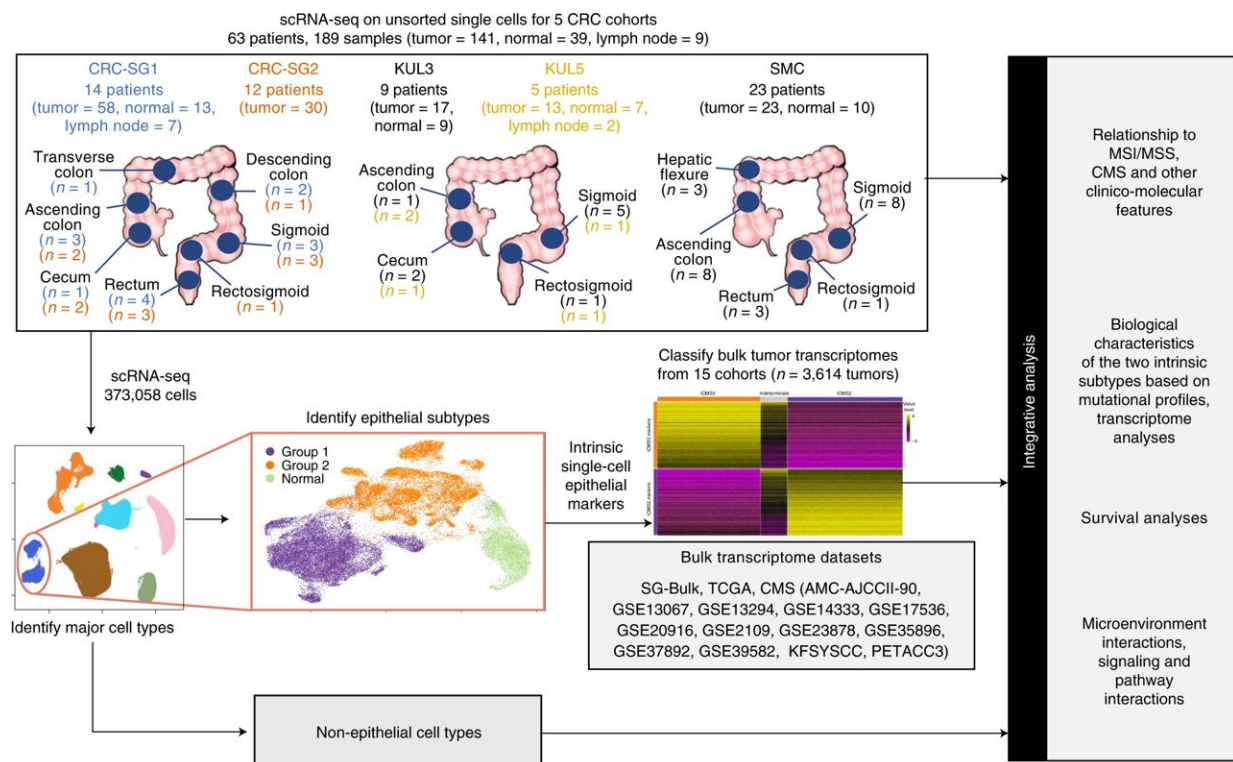 scRNA-seq on unsorted single cells for 5 CRC cohorts
63 patients, 189 samples (tumor = 141, normal = 39, lymph node = 9)
CRC-SG1
14 patients
(tumor = 58, normal = 13,
lymph node = 7)
CRC-SG2
12 patients
(tumor = 30)
KUL3
9 patients
(tumor = 17,
normal = 9)
KUL5
5 patients
(tumor = 13, normal = 7,
lymph node = 2)
SMC
23 patients
(tumor = 23, normal = 10)
Transverse
colon
(n = 1)
Descending
colon
(n = 2)
(n = 1)
Ascending
colon
(n = 3)
(n = 2)
Sigmoid
(n = 3)
(n = 3)
Cecum
(n = 1)
(n = 2)
Rectum
(n = 4)
(n = 3)
Rectosigmoid
(n = 1)
Ascending
colon
(n = 1)
(n = 2)
Sigmoid
(n = 5)
(n = 1)
Cecum
(n = 2)
(n = 1)
Rectosigmoid
(n = 1)
(n = 1)
Hepatic
flexure
(n = 3)
Sigmoid
(n = 8)
Ascending
colon
(n = 8)
Rectum
(n = 3)
Rectosigmoid
(n = 1)
scRNA-seq
373,058 cells
Identify major cell types
Identify epithelial subtypes
Group 1
Group 2
Normal
Intrinsic
single-cell
epithelial
markers
Classify bulk tumor transcriptomes
from 15 cohorts (n = 3,614 tumors)
iCMS3
Indeterminate
iCMS2
Value
level
iCMS3 markers
iCMS2 markers
Bulk transcriptome datasets
SG-Bulk, TCGA, CMS (AMC-AJCCII-90,
GSE13067, GSE13294, GSE14333, GSE17536,
GSE20916, GSE2109, GSE23878, GSE35896,
GSE37892, GSE39582, KFSYSCC, PETACC3)
Non-epithelial cell types
Integrative analysis
Relationship to
MSI/MSS,
CMS and other
clinico-molecular
features
Biological
characteristics
of the two intrinsic
subtypes based on
mutational profiles,
transcriptome
analyses
Survival analyses
Microenvironment
interactions,
signaling and
pathway
interactions